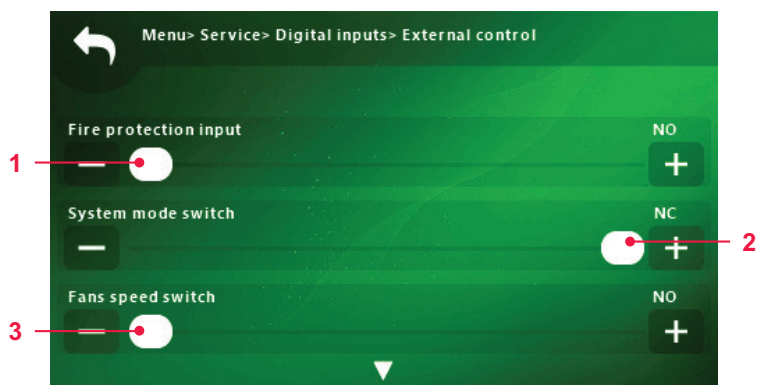 Menu> Service> Digital inputs> External control
Fire protection input NO
1 − +
System mode switch NC
− + 2
Fans speed switch NO
3 − +